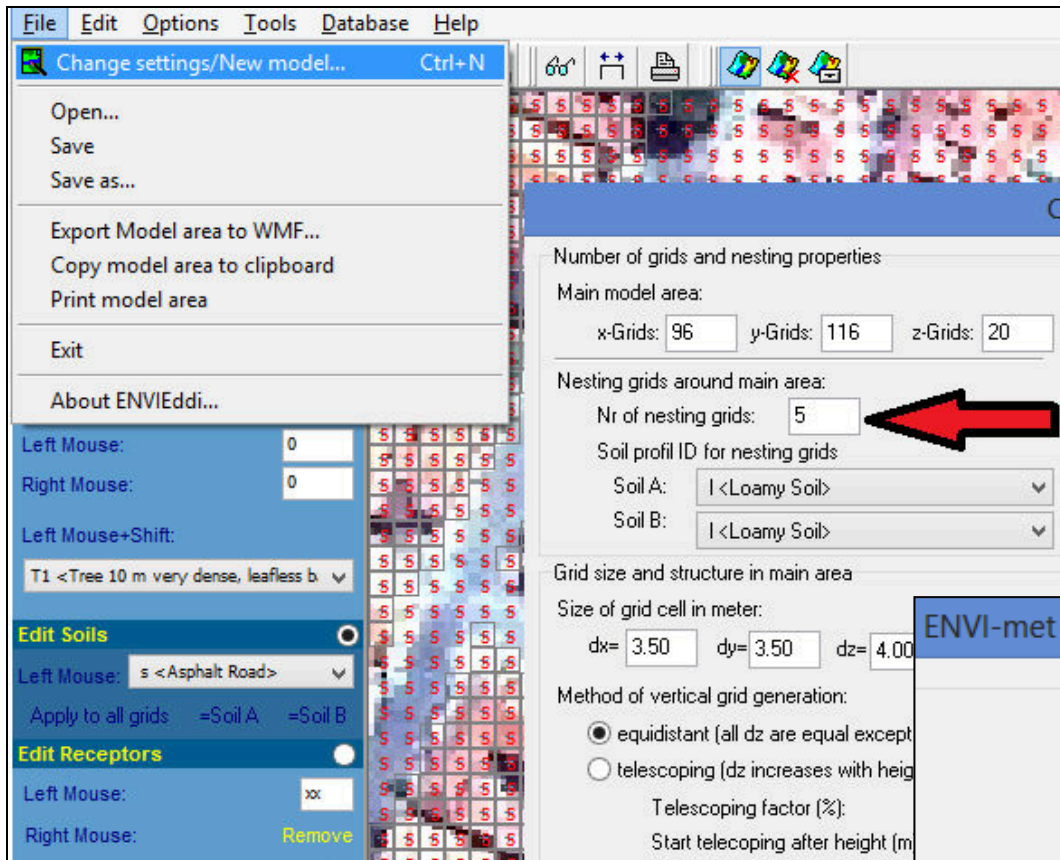 File Edit Options Tools Database Help
Change settings/New model... Ctrl+N
Open...
Save
Save as...
Export Model area to WMF...
Copy model area to clipboard
Print model area
Exit
About ENVIEddi...
Left Mouse: 0
Right Mouse: 0
Left Mouse+Shift:
T1 <Tree 10 m very dense, leafless b
Edit Soils
Left Mouse: s <Asphalt Road>
Apply to all grids =Soil A =Soil B
Edit Receptors
Left Mouse: xx
Right Mouse: Remove
Number of grids and nesting properties
Main model area:
x-Grids: 96 y-Grids: 116 z-Grids: 20
Nesting grids around main area:
Nr of nesting grids: 5
Soil profil ID for nesting grids
Soil A: l <Loamy Soil>
Soil B: l <Loamy Soil>
Grid size and structure in main area
Size of grid cell in meter:
dx= 3.50 dy= 3.50 dz= 4.00
Method of vertical grid generation:
equidistant (all dz are equal except
telescoping (dz increases with heig
Telescoping factor (%):
Start telecoping after height (m
ENVI-met